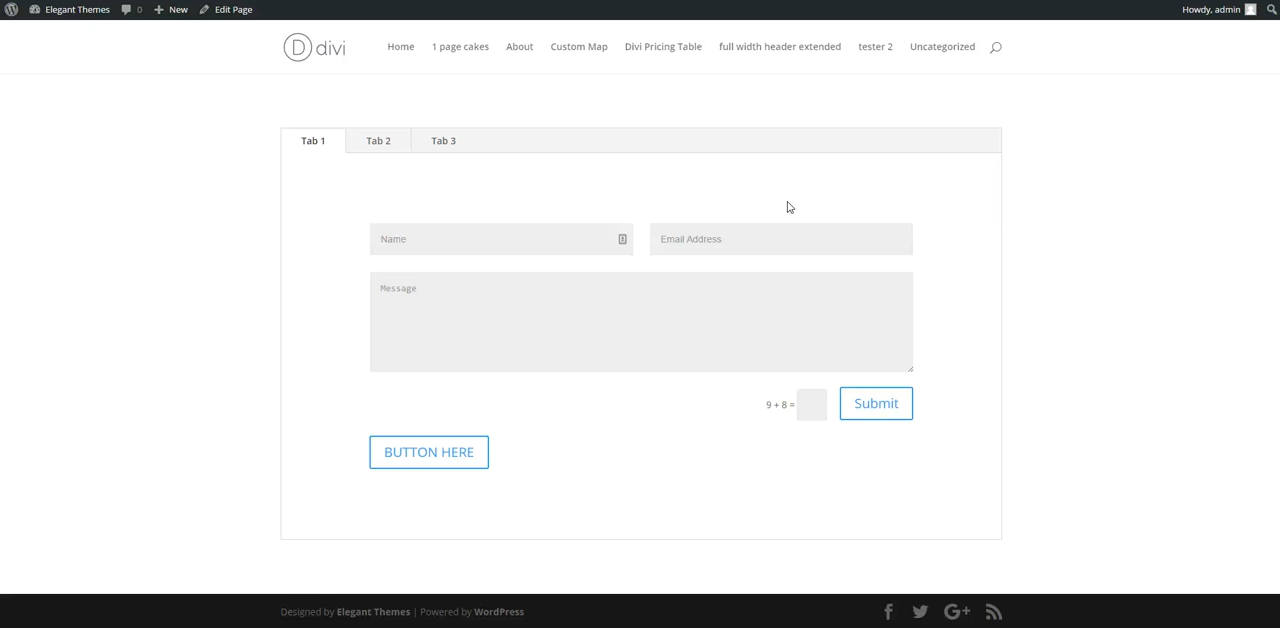 Elegant Themes 0 New Edit Page Howdy, admin
D divi Home 1 page cakes About Custom Map Divi Pricing Table full width header extended tester 2 Uncategorized
Tab 1 Tab 2 Tab 3
Name Email Address
Message
9 + 8 = Submit
BUTTON HERE
Designed by Elegant Themes | Powered by WordPress